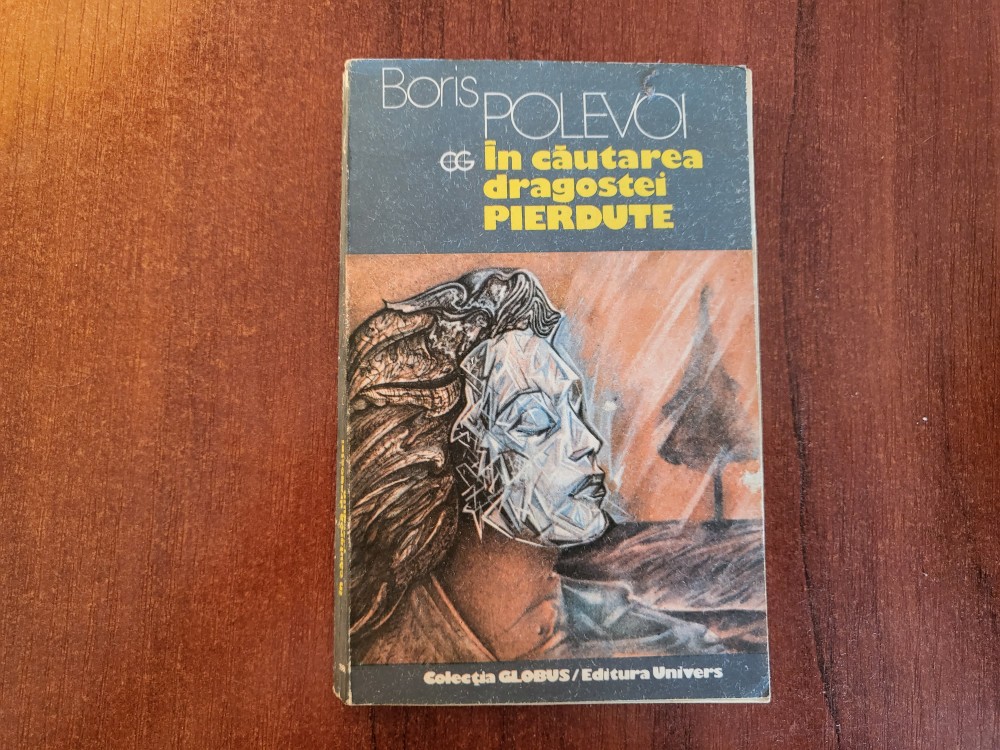 Boris
POLEVOI
CG În căutarea
dragostei
PIERDUTE
Colecția GLOBUS/Editura Univers